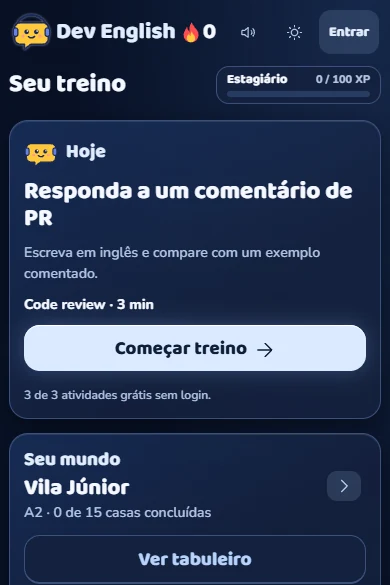 Dev English 🔥0 Entrar
Seu treino
Estagiário 0 / 100 XP
Hoje
Responda a um comentário de
PR
Escreva em inglês e compare com um exemplo
comentado.
Code review · 3 min
Começar treino →
3 de 3 atividades grátis sem login.
Seu mundo
Vila Júnior
A2 · 0 de 15 casas concluídas
Ver tabuleiro